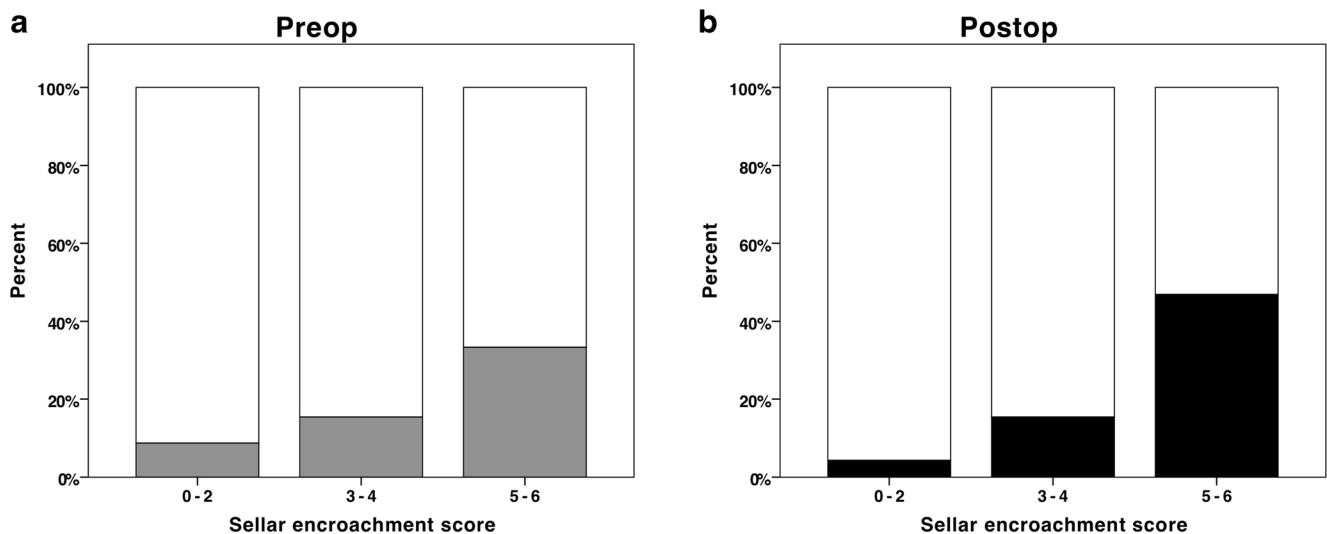 a
Preop
100%
80%
60%
40%
20%
0%
Percent
0 - 2
3 - 4
5 - 6
Sellar encroachment score
b
Postop
100%
80%
60%
40%
20%
0%
Percent
0 - 2
3 - 4
5 - 6
Sellar encroachment score